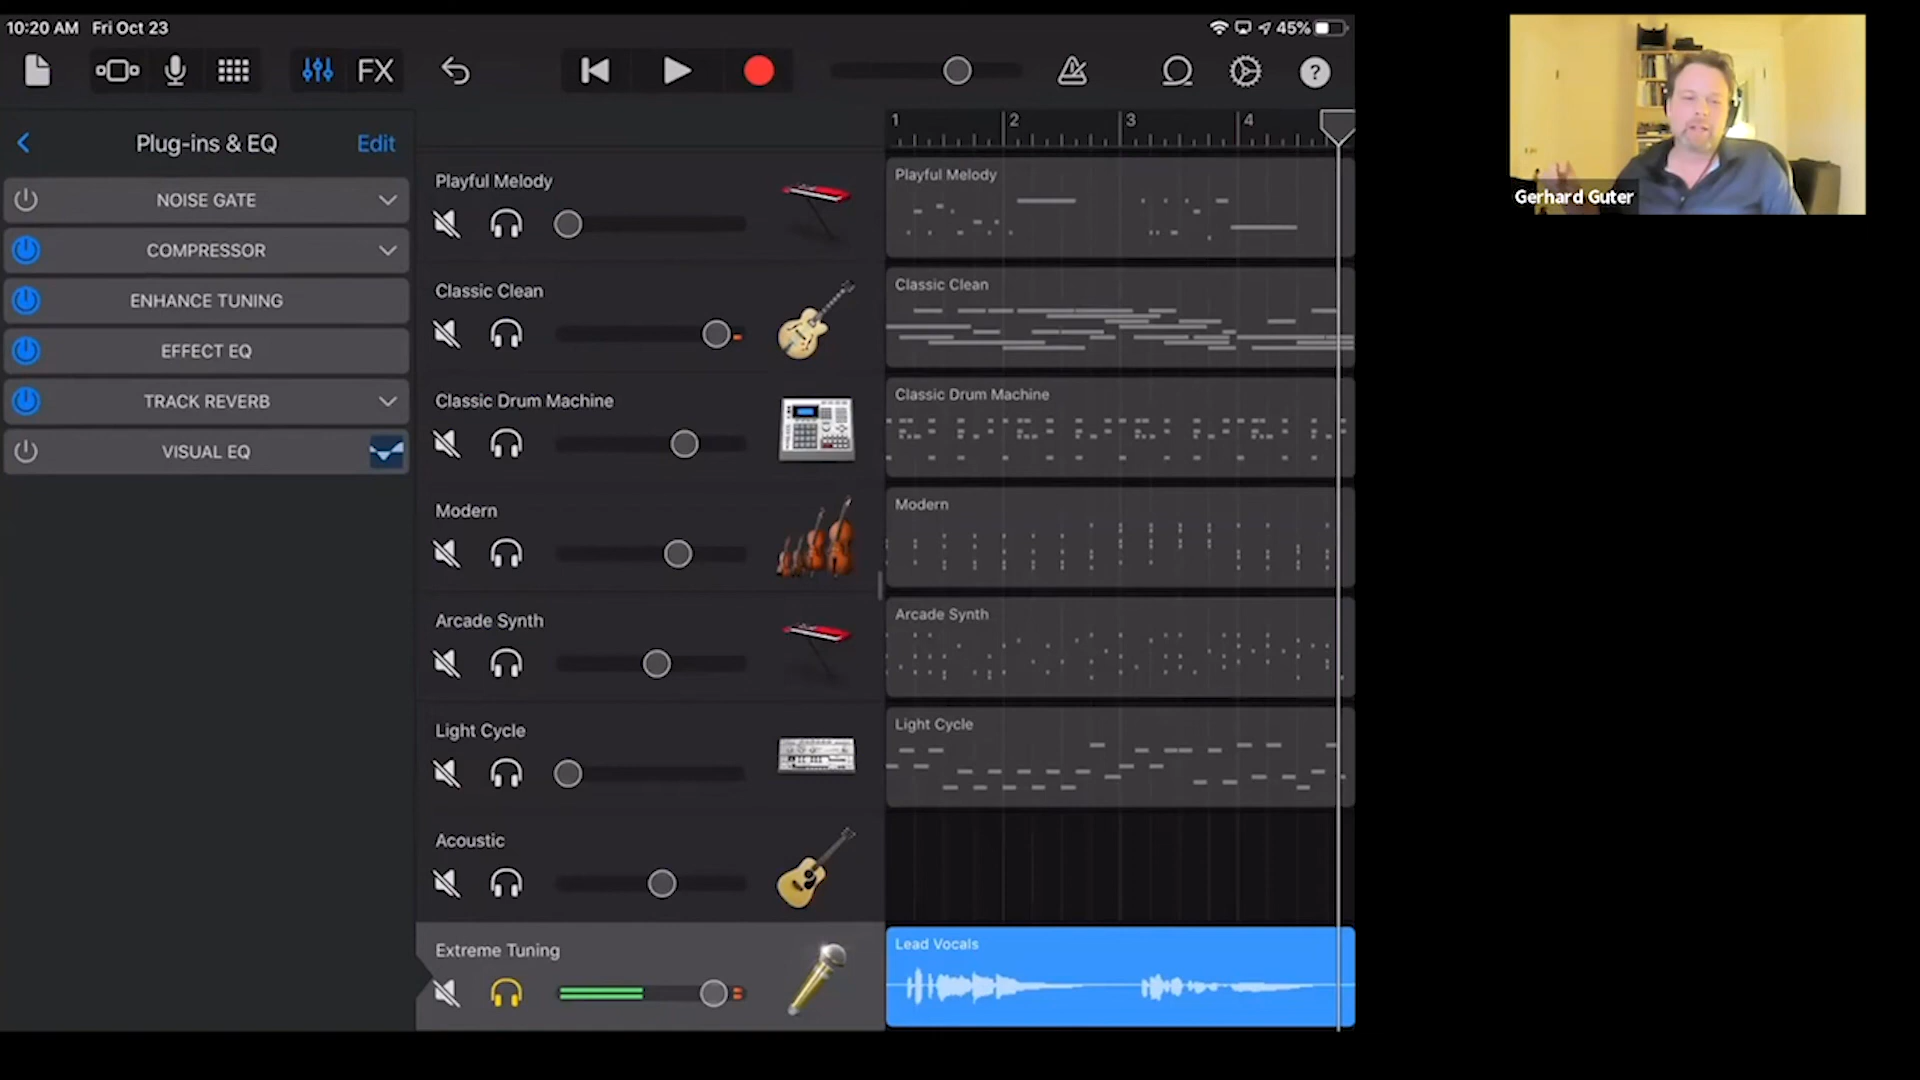 10:20 AM Fri Oct 23
45%
FX
?
Plug-ins & EQ
Edit
NOISE GATE
COMPRESSOR
ENHANCE TUNING
EFFECT EQ
TRACK REVERB
VISUAL EQ
Playful Melody
Classic Clean
Classic Drum Machine
Modern
Arcade Synth
Light Cycle
Acoustic
Extreme Tuning
1 2 3 4
Playful Melody
Classic Clean
Classic Drum Machine
Modern
Arcade Synth
Light Cycle
Lead Vocals
Gerhard Guter